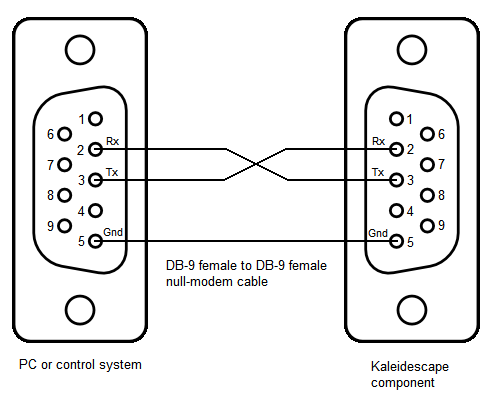 1
6
2 Rx
7
3 Tx
8
4
9
5 Gnd
1
6
Rx 2
7
Tx 3
8
4
9
Gnd 5
DB-9 female to DB-9 female
null-modem cable
PC or control system
Kaleidescape
component